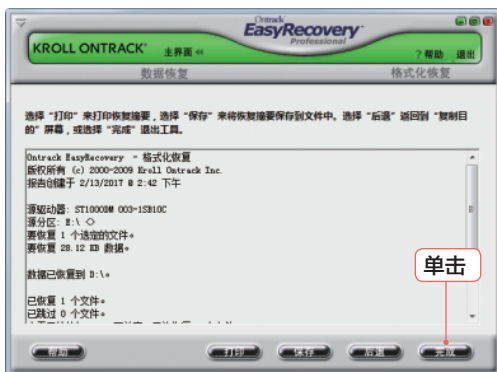 Ontrack
EasyRecovery
Professional
KROLL ONTRACK 主界面 «
? 帮助 退出
数据恢复 格式化恢复
选择“打印”来打印恢复摘要，选择“保存”来将恢复摘要保存到文件中。选择“后退”返回到“复制目
的”屏幕，或选择“完成”退出工具。
Ontrack EasyRecovery - 格式化恢复
版权所有 (c) 2000-2009 Kroll Ontrack Inc.
报告创建于 2/13/2017 @ 2:42 下午
源驱动器: ST1000DM 003-1SB10C
源分区: E:\ ◇
要恢复 1 个选定的文件。
要恢复 28.12 KB 数据。
数据已恢复到 D:\。
已恢复 1 个文件。
已跳过 0 个文件。
单击
帮助 打印 保存 后退 完成